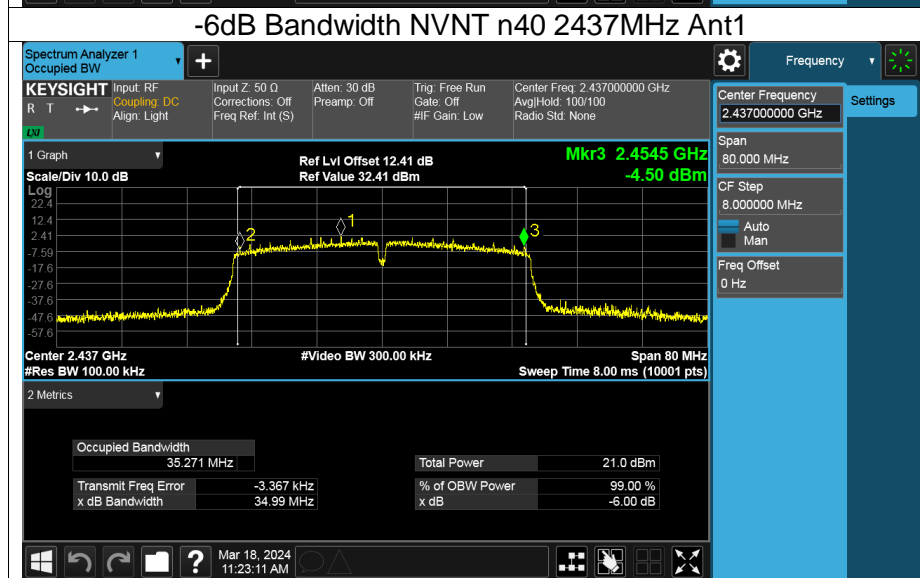 -6dB Bandwidth NVNT n40 2437MHz Ant1
Spectrum Analyzer 1
Occupied BW
+
Frequency
KEYSIGHT
R T
LXI
Input: RF
Coupling: DC
Align: Light
Input Z: 50 Ω
Corrections: Off
Freq Ref: Int (S)
Atten: 30 dB
Preamp: Off
Trig: Free Run
Gate: Off
#IF Gain: Low
Center Freq: 2.437000000 GHz
Avg|Hold: 100/100
Radio Std: None
Center Frequency
2.437000000 GHz
Settings
Span
80.000 MHz
CF Step
8.000000 MHz
Auto
Man
Freq Offset
0 Hz
1 Graph
Ref Lvl Offset 12.41 dB
Mkr3 2.4545 GHz
Scale/Div 10.0 dB
Ref Value 32.41 dBm
-4.50 dBm
Log
22.4
12.4
2.41
-7.59
-17.6
-27.6
-37.6
-47.6
-57.6
1
2
3
Center 2.437 GHz
#Video BW 300.00 kHz
Span 80 MHz
#Res BW 100.00 kHz
Sweep Time 8.00 ms (10001 pts)
2 Metrics
Occupied Bandwidth
35.271 MHz
Total Power 21.0 dBm
Transmit Freq Error -3.367 kHz
% of OBW Power 99.00 %
x dB Bandwidth 34.99 MHz
x dB -6.00 dB
?
Mar 18, 2024
11:23:11 AM